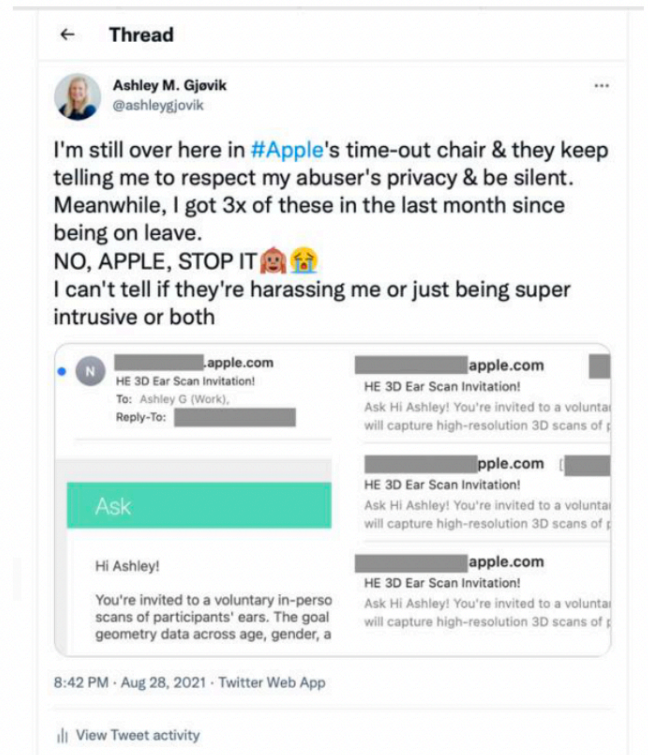 ← Thread
Ashley M. Gjøvik
@ashleygjovik
I'm still over here in #Apple's time-out chair & they keep
telling me to respect my abuser's privacy & be silent.
Meanwhile, I got 3x of these in the last month since
being on leave.
NO, APPLE, STOP IT🙉😭
I can't tell if they're harassing me or just being super
intrusive or both
N
.apple.com
HE 3D Ear Scan Invitation!
To: Ashley G (Work),
Reply-To:
Ask
Hi Ashley!
You're invited to a voluntary in-perso
scans of participants' ears. The goal
geometry data across age, gender, a
apple.com
HE 3D Ear Scan Invitation!
Ask Hi Ashley! You're invited to a volunta
will capture high-resolution 3D scans of p
pple.com [
HE 3D Ear Scan Invitation!
Ask Hi Ashley! You're invited to a volunta
will capture high-resolution 3D scans of p
apple.com
HE 3D Ear Scan Invitation!
Ask Hi Ashley! You're invited to a volunta
will capture high-resolution 3D scans of p
8:42 PM · Aug 28, 2021 · Twitter Web App
View Tweet activity